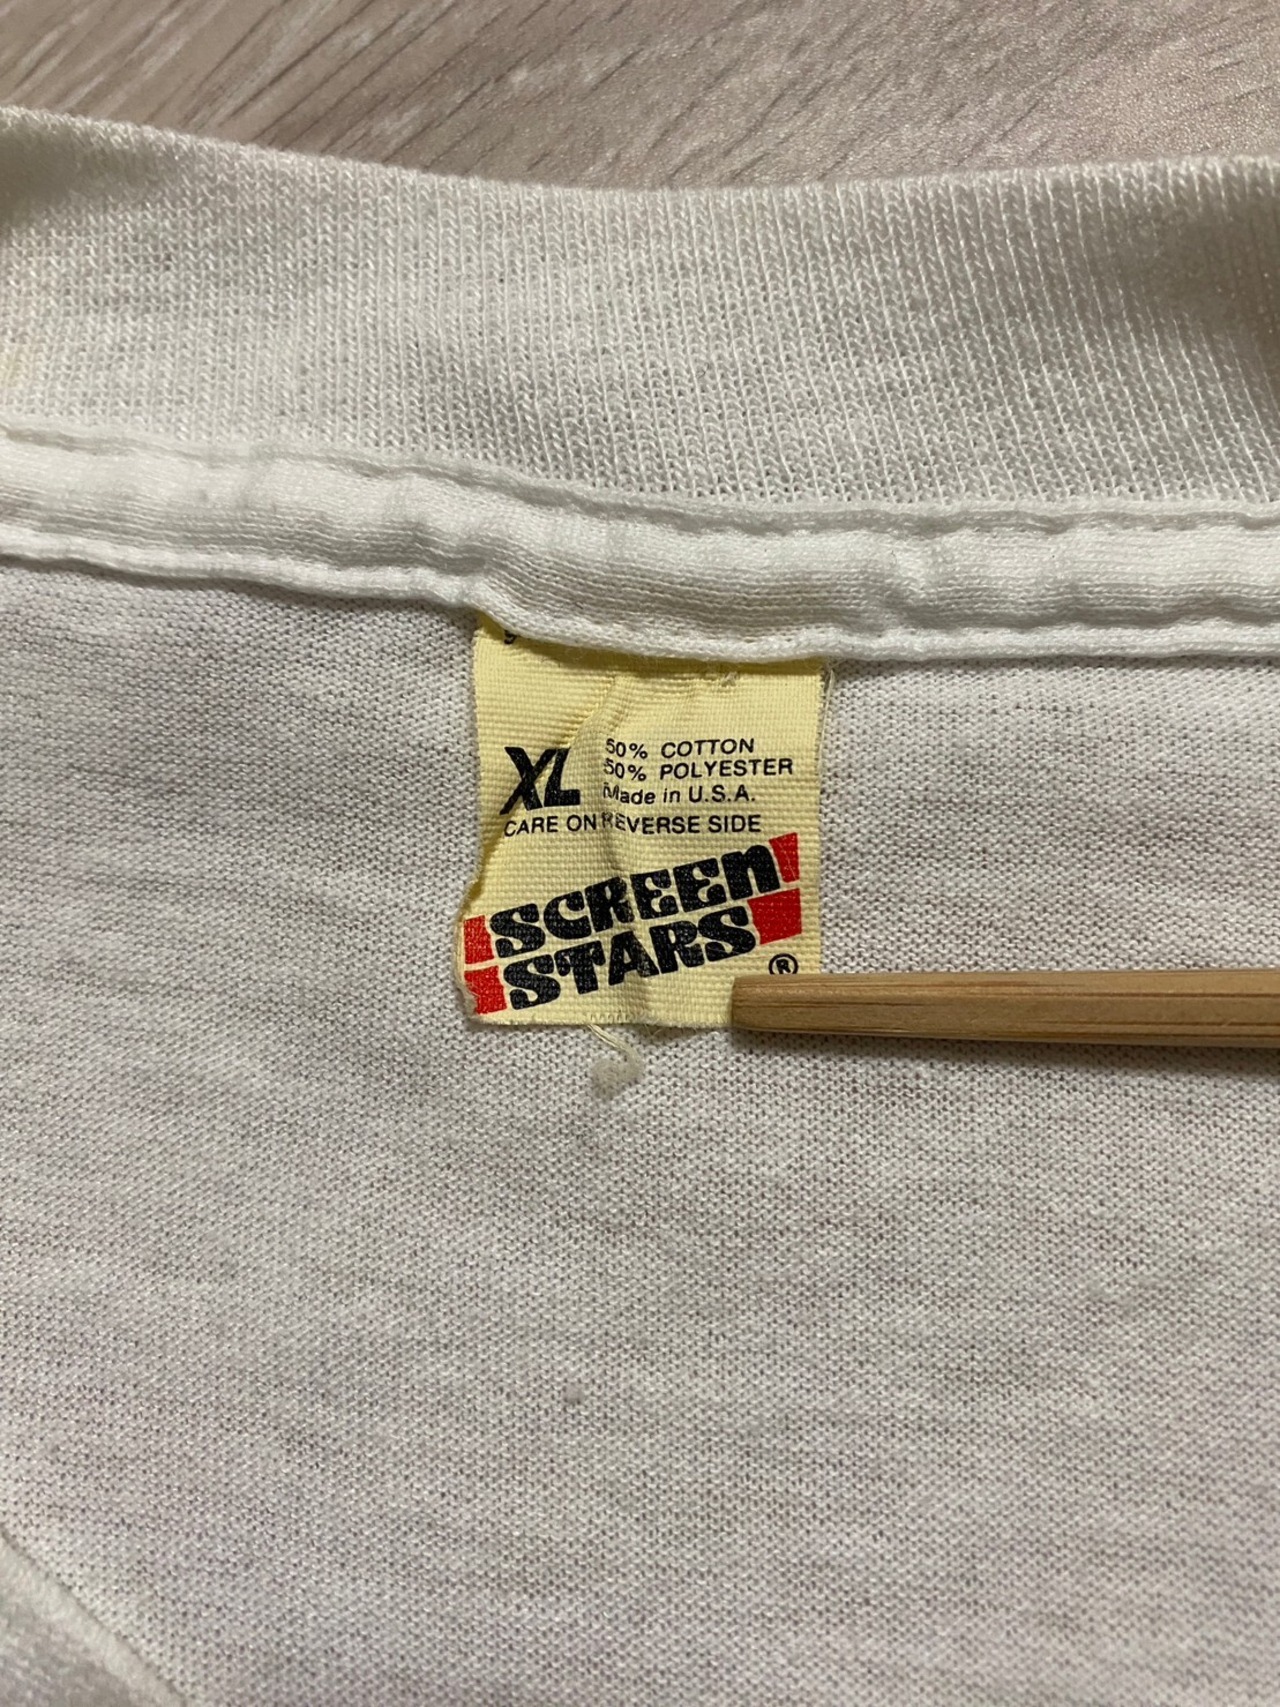 XL
50% COTTON
50% POLYESTER
Made in U.S.A.
CARE ON REVERSE SIDE
SCREEN
STARS
®